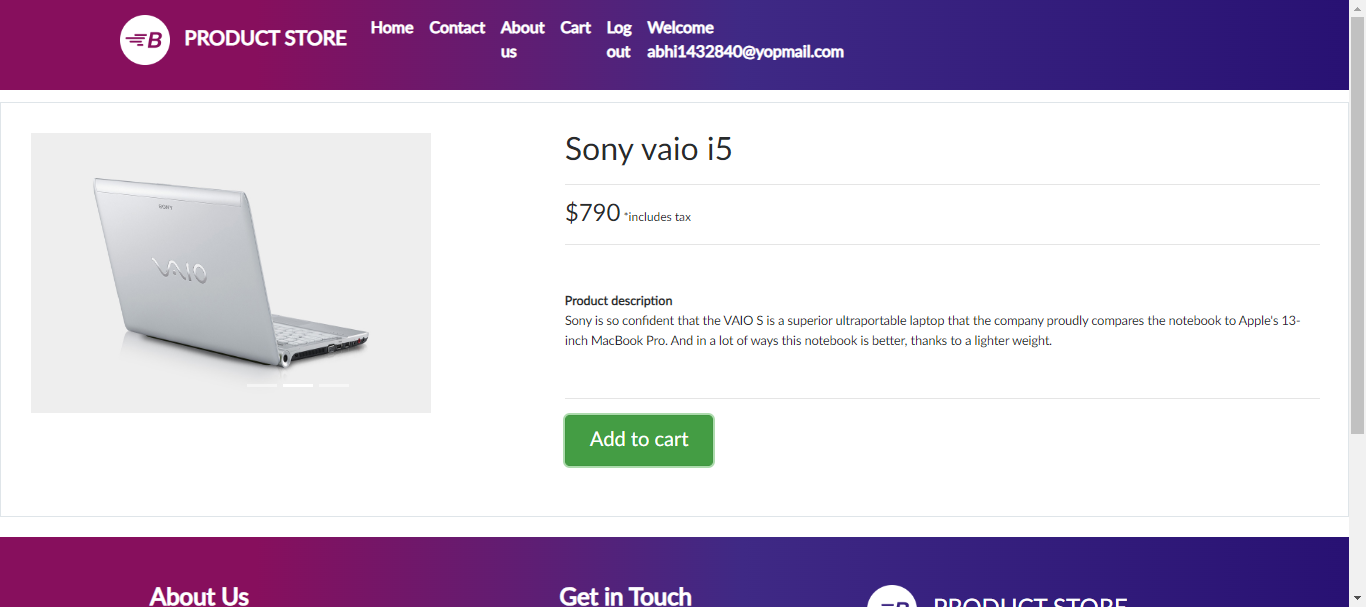 B PRODUCT STORE Home Contact About us Cart Log out Welcome abhi1432840@yopmail.com
SONY
VAIO
Sony vaio i5
$790 *includes tax
Product description
Sony is so confident that the VAIO S is a superior ultraportable laptop that the company proudly compares the notebook to Apple's 13-
inch MacBook Pro. And in a lot of ways this notebook is better, thanks to a lighter weight.
Add to cart
About Us
Get in Touch
B PRODUCT STORE